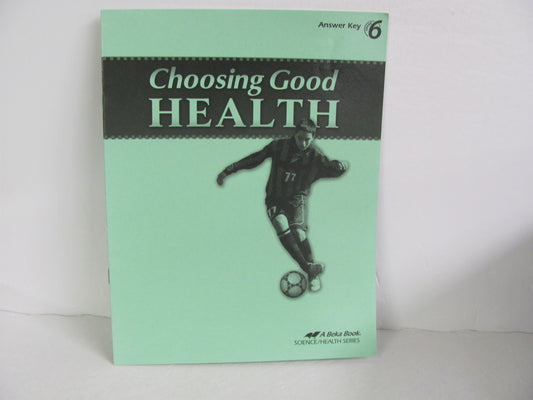 Answer Key 6
Choosing Good
HEALTH
77
A Beka Book.
SCIENCE/HEALTH SERIES